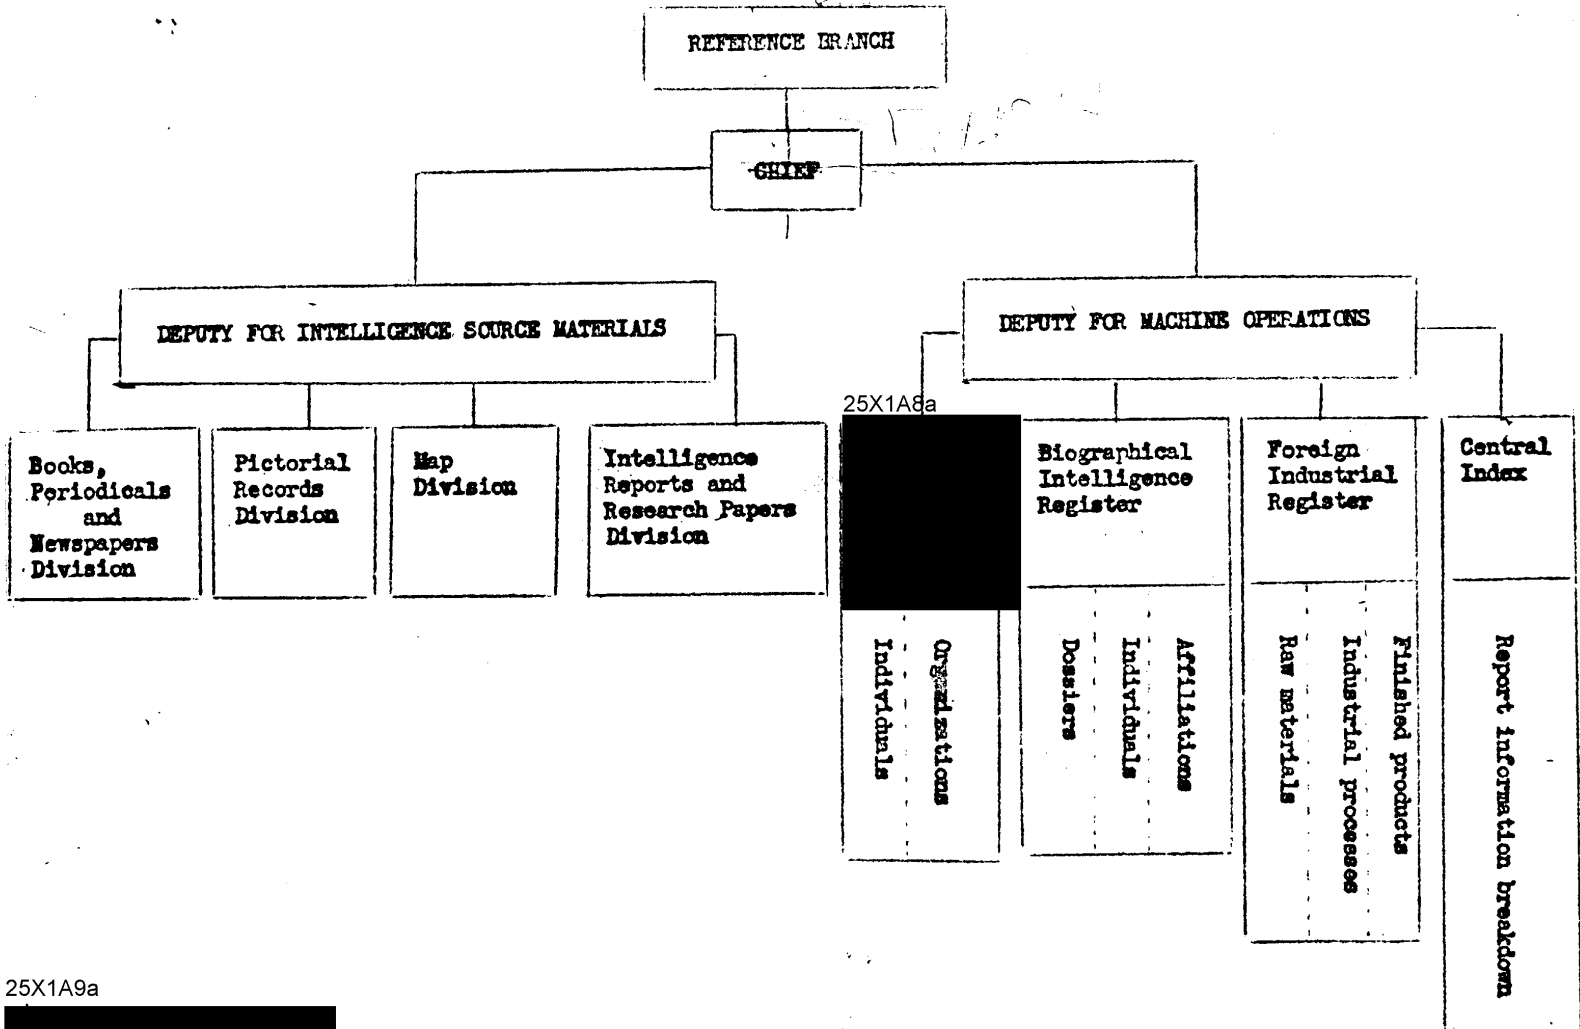 REFERENCE BRANCH
CHIEF
DEPUTY FOR INTELLIGENCE SOURCE MATERIALS
DEPUTY FOR MACHINE OPERATIONS
Books,
Periodicals
and
Newspapers
Division
Pictorial
Records
Division
Map
Division
Intelligence
Reports and
Research Papers
Division
25X1A8a
Individuals
Organizations
Biographical
Intelligence
Register
Dossiers
Individuals
Affiliations
Foreign
Industrial
Register
Raw materials
Industrial processes
Finished products
Central
Index
Report information breakdown
25X1A9a